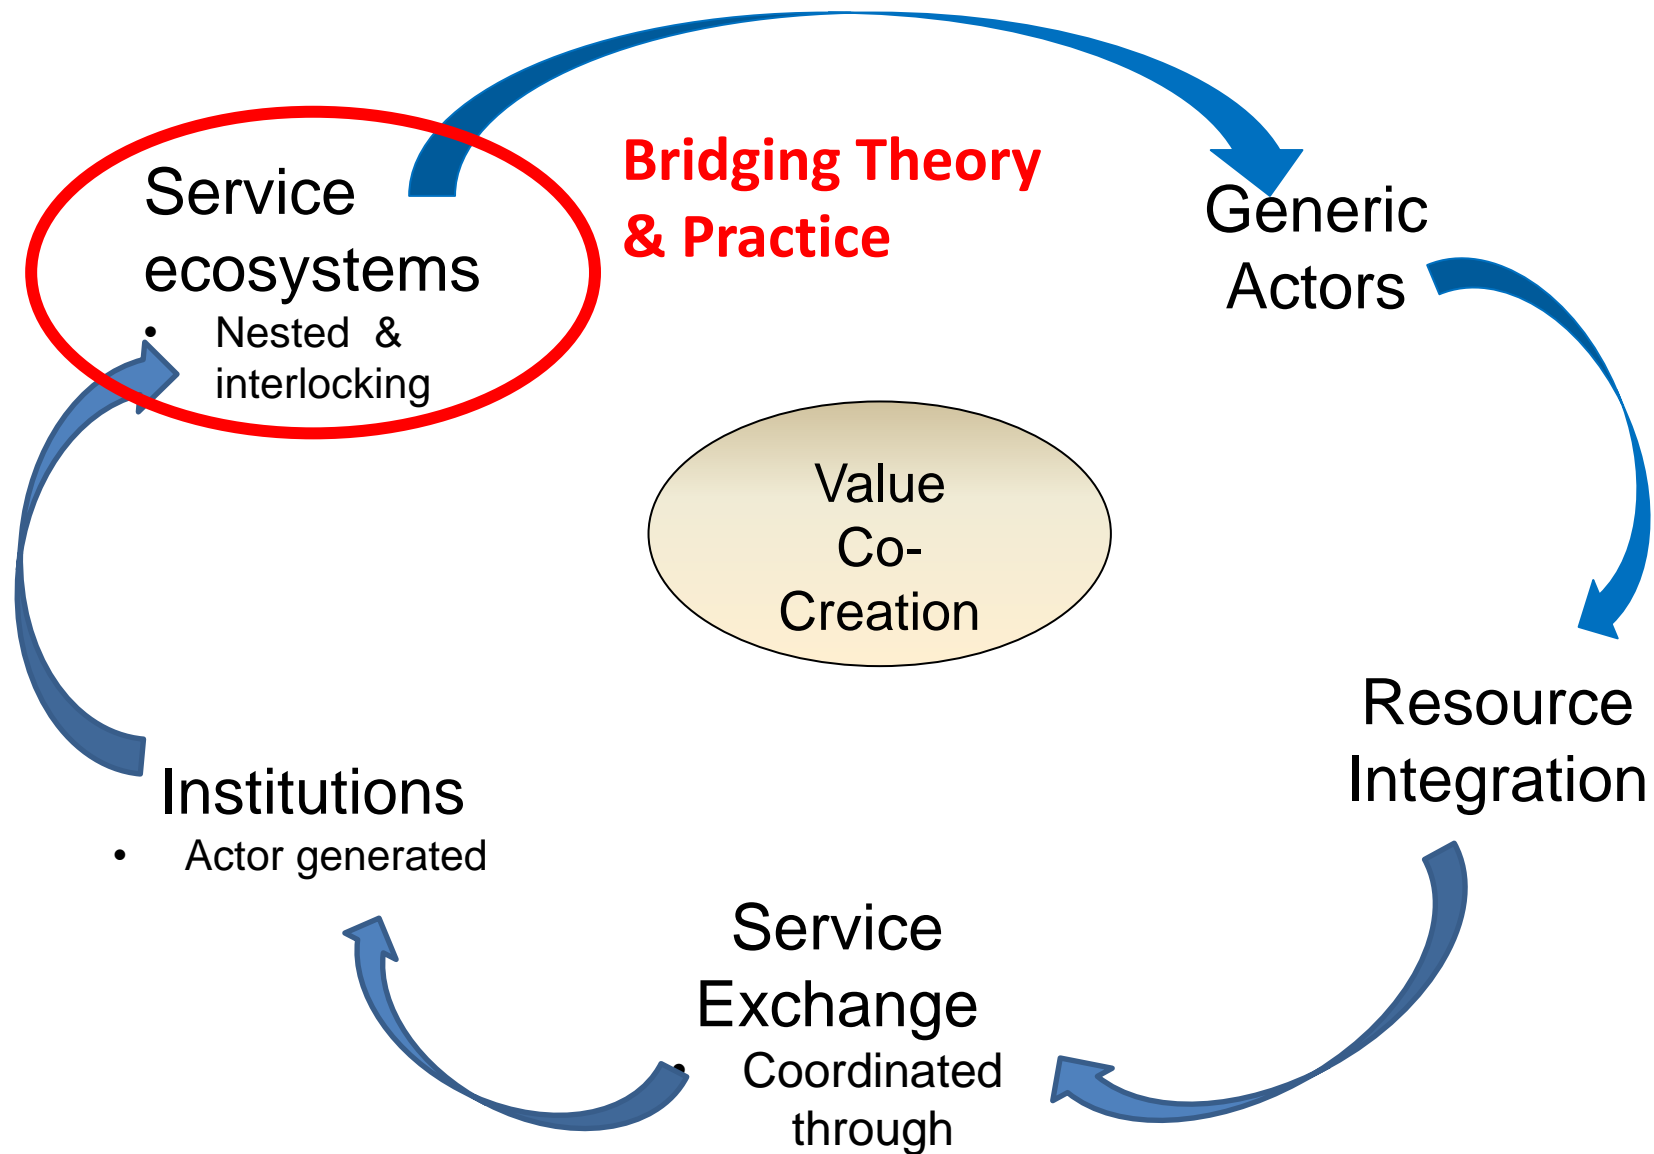 Bridging Theory
& Practice
Service
ecosystems
• Nested &
interlocking
Generic
Actors
Value
Co-
Creation
Resource
Integration
Institutions
• Actor generated
Service
Exchange
• Coordinated
through